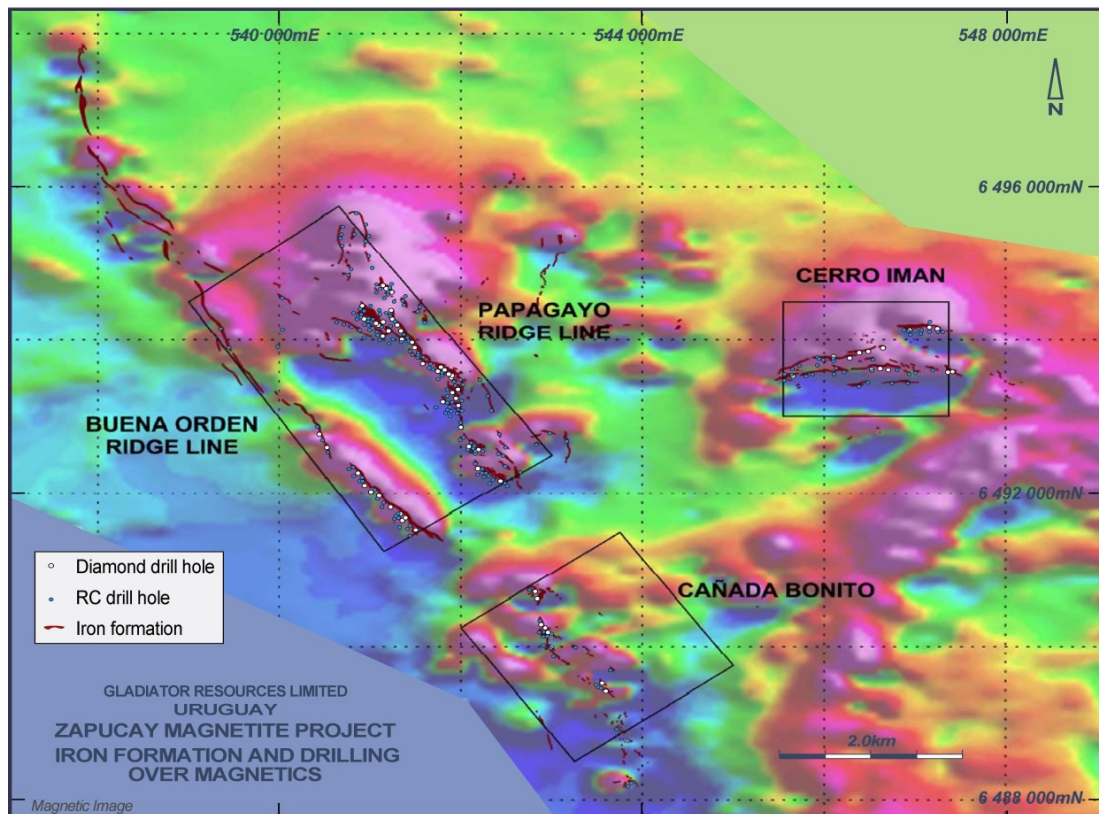 540 000mE
544 000mE
548 000mE
N
6 496 000mN
CERRO IMAN
PAPAGAYO
RIDGE LINE
BUENA ORDEN
RIDGE LINE
6 492 000mN
Diamond drill hole
RC drill hole
Iron formation
CAÑADA BONITO
GLADIATOR RESOURCES LIMITED
URUGUAY
ZAPUCAY MAGNETITE PROJECT
IRON FORMATION AND DRILLING
OVER MAGNETICS
2.0km
6 488 000mN
Magnetic Image